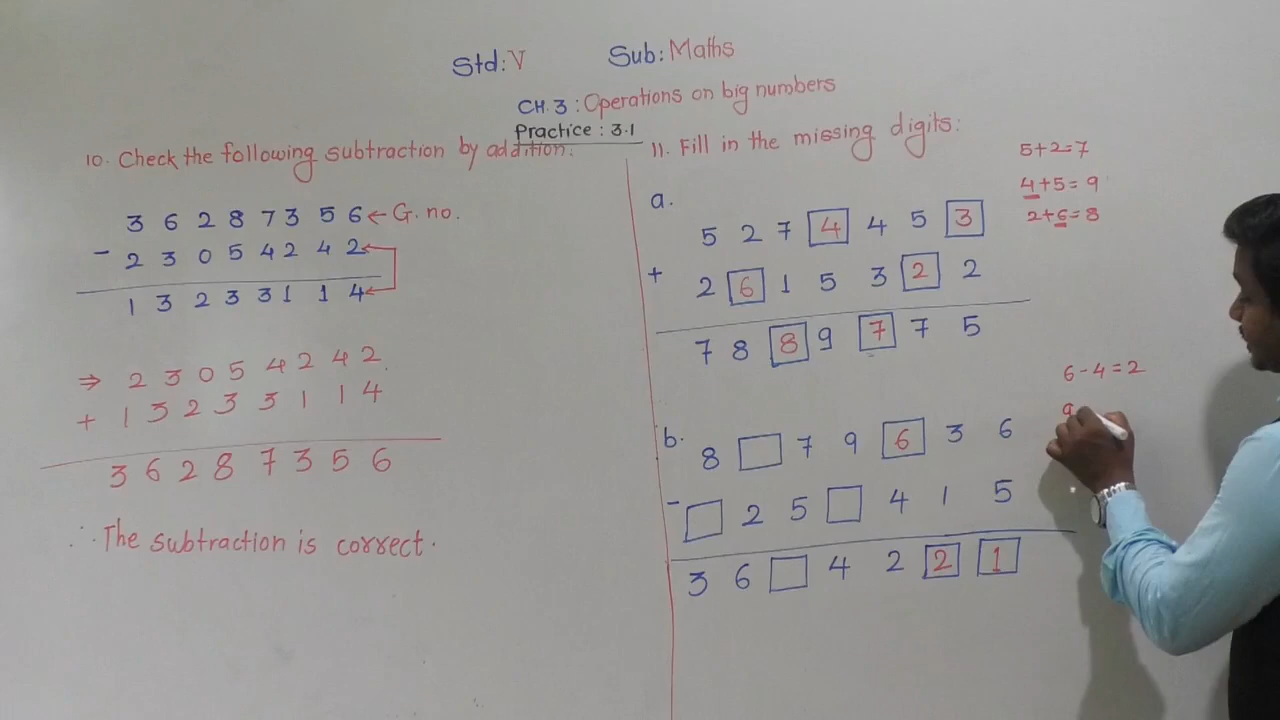 Std: V Sub: Maths
CH. 3 : Operations on big numbers
Practice : 3.1
10. Check the following subtraction by addition.
3 6 2 8 7 3 5 6 ← G. no.
- 2 3 0 5 4 2 4 2
1 3 2 3 3 1 1 4
⇒ 2 3 0 5 4 2 4 2
+ 1 3 2 3 3 1 1 4
3 6 2 8 7 3 5 6
∴ The subtraction is correct.
11. Fill in the missing digits:
a.
5 2 7 4 4 5 3
+ 2 6 1 5 3 2 2
7 8 8 9 7 7 5
5+2=7
4+5=9
2+6=8
b.
8 □ 7 9 6 3 6
- □ 2 5 □ 4 1 5
3 6 □ 4 2 2 1
6-4=2
9